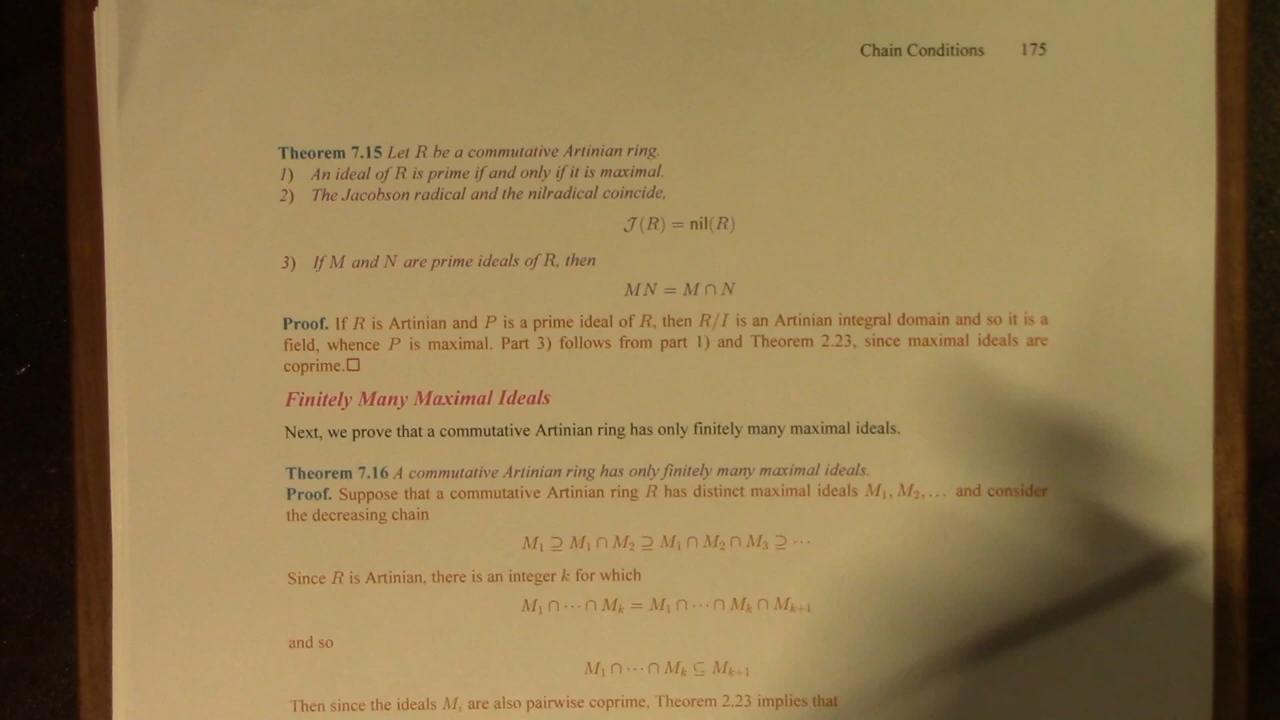 Chain Conditions 175
Theorem 7.15 Let R be a commutative Artinian ring.
1) An ideal of R is prime if and only if it is maximal.
2) The Jacobson radical and the nilradical coincide,
𝒥(R) = nil(R)
3) If M and N are prime ideals of R, then
MN = M ∩ N
Proof. If R is Artinian and P is a prime ideal of R, then R/I is an Artinian integral domain and so it is a
field, whence P is maximal. Part 3) follows from part 1) and Theorem 2.23, since maximal ideals are
coprime.□
Finitely Many Maximal Ideals
Next, we prove that a commutative Artinian ring has only finitely many maximal ideals.
Theorem 7.16 A commutative Artinian ring has only finitely many maximal ideals.
Proof. Suppose that a commutative Artinian ring R has distinct maximal ideals M₁, M₂, … and consider
the decreasing chain
M₁ ⊇ M₁ ∩ M₂ ⊇ M₁ ∩ M₂ ∩ M₃ ⊇ ⋯
Since R is Artinian, there is an integer k for which
M₁ ∩ ⋯ ∩ Mₖ = M₁ ∩ ⋯ ∩ Mₖ ∩ Mₖ₊₁
and so
M₁ ∩ ⋯ ∩ Mₖ ⊆ Mₖ₊₁
Then since the ideals Mᵢ are also pairwise coprime, Theorem 2.23 implies that